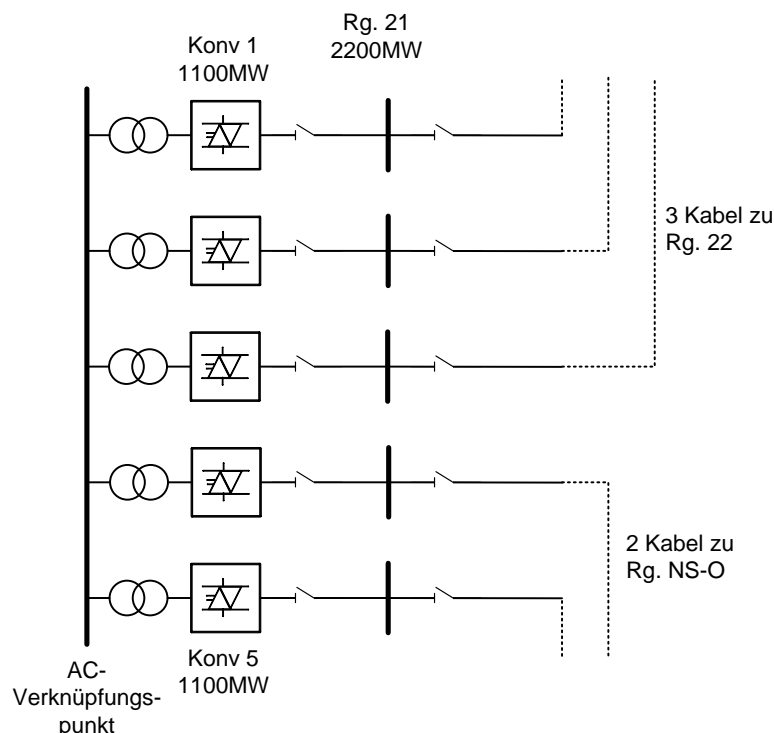 Konv 1
1100MW
Rg. 21
2200MW
3 Kabel zu
Rg. 22
2 Kabel zu
Rg. NS-O
Konv 5
1100MW
AC-
Verknüpfungs-
punkt